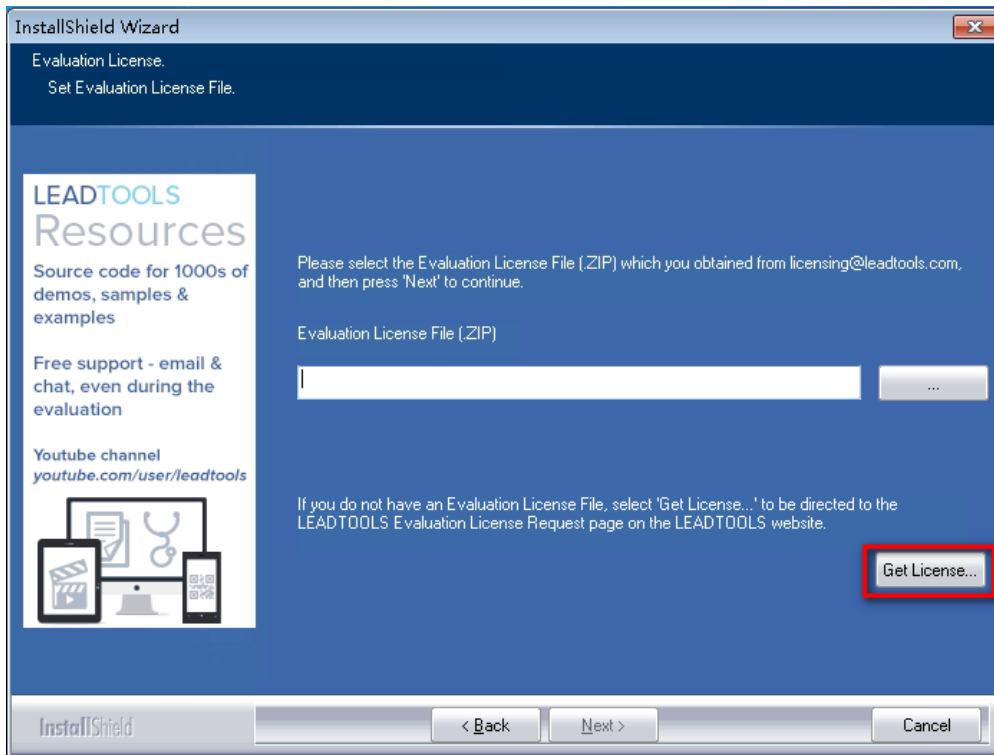 InstallShield Wizard
Evaluation License.
Set Evaluation License File.
LEADTOOLS
Resources
Source code for 1000s of
demos, samples &
examples
Free support - email &
chat, even during the
evaluation
Youtube channel
youtube.com/user/leadtools
Please select the Evaluation License File (.ZIP) which you obtained from licensing@leadtools.com,
and then press 'Next' to continue.
Evaluation License File (.ZIP)
...
If you do not have an Evaluation License File, select 'Get License...' to be directed to the
LEADTOOLS Evaluation License Request page on the LEADTOOLS website.
Get License...
InstallShield
< Back
Next >
Cancel